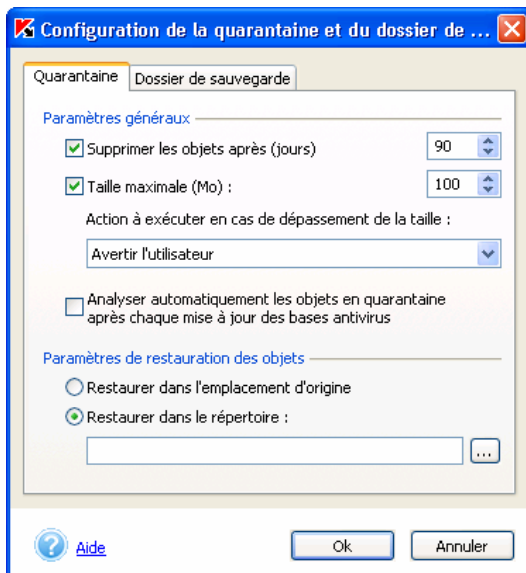 Configuration de la quarantaine et du dossier de ...
Quarantaine
Dossier de sauvegarde
Paramètres généraux
Supprimer les objets après (jours)
90
Taille maximale (Mo) :
100
Action à exécuter en cas de dépassement de la taille :
Avertir l'utilisateur
Analyser automatiquement les objets en quarantaine
après chaque mise à jour des bases antivirus
Paramètres de restauration des objets
Restaurer dans l'emplacement d'origine
Restaurer dans le répertoire :
...
Aide
Ok
Annuler